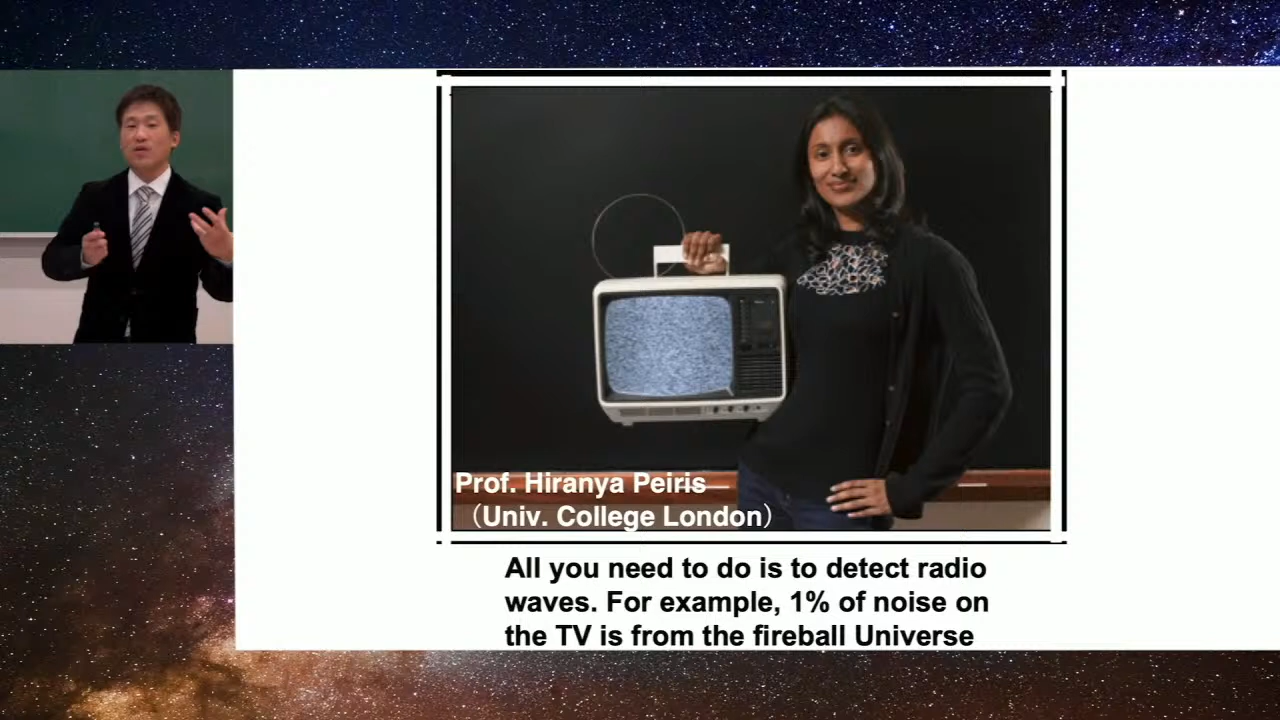 Prof. Hiranya Peiris
（Univ. College London）
All you need to do is to detect radio
waves. For example, 1% of noise on
the TV is from the fireball Universe